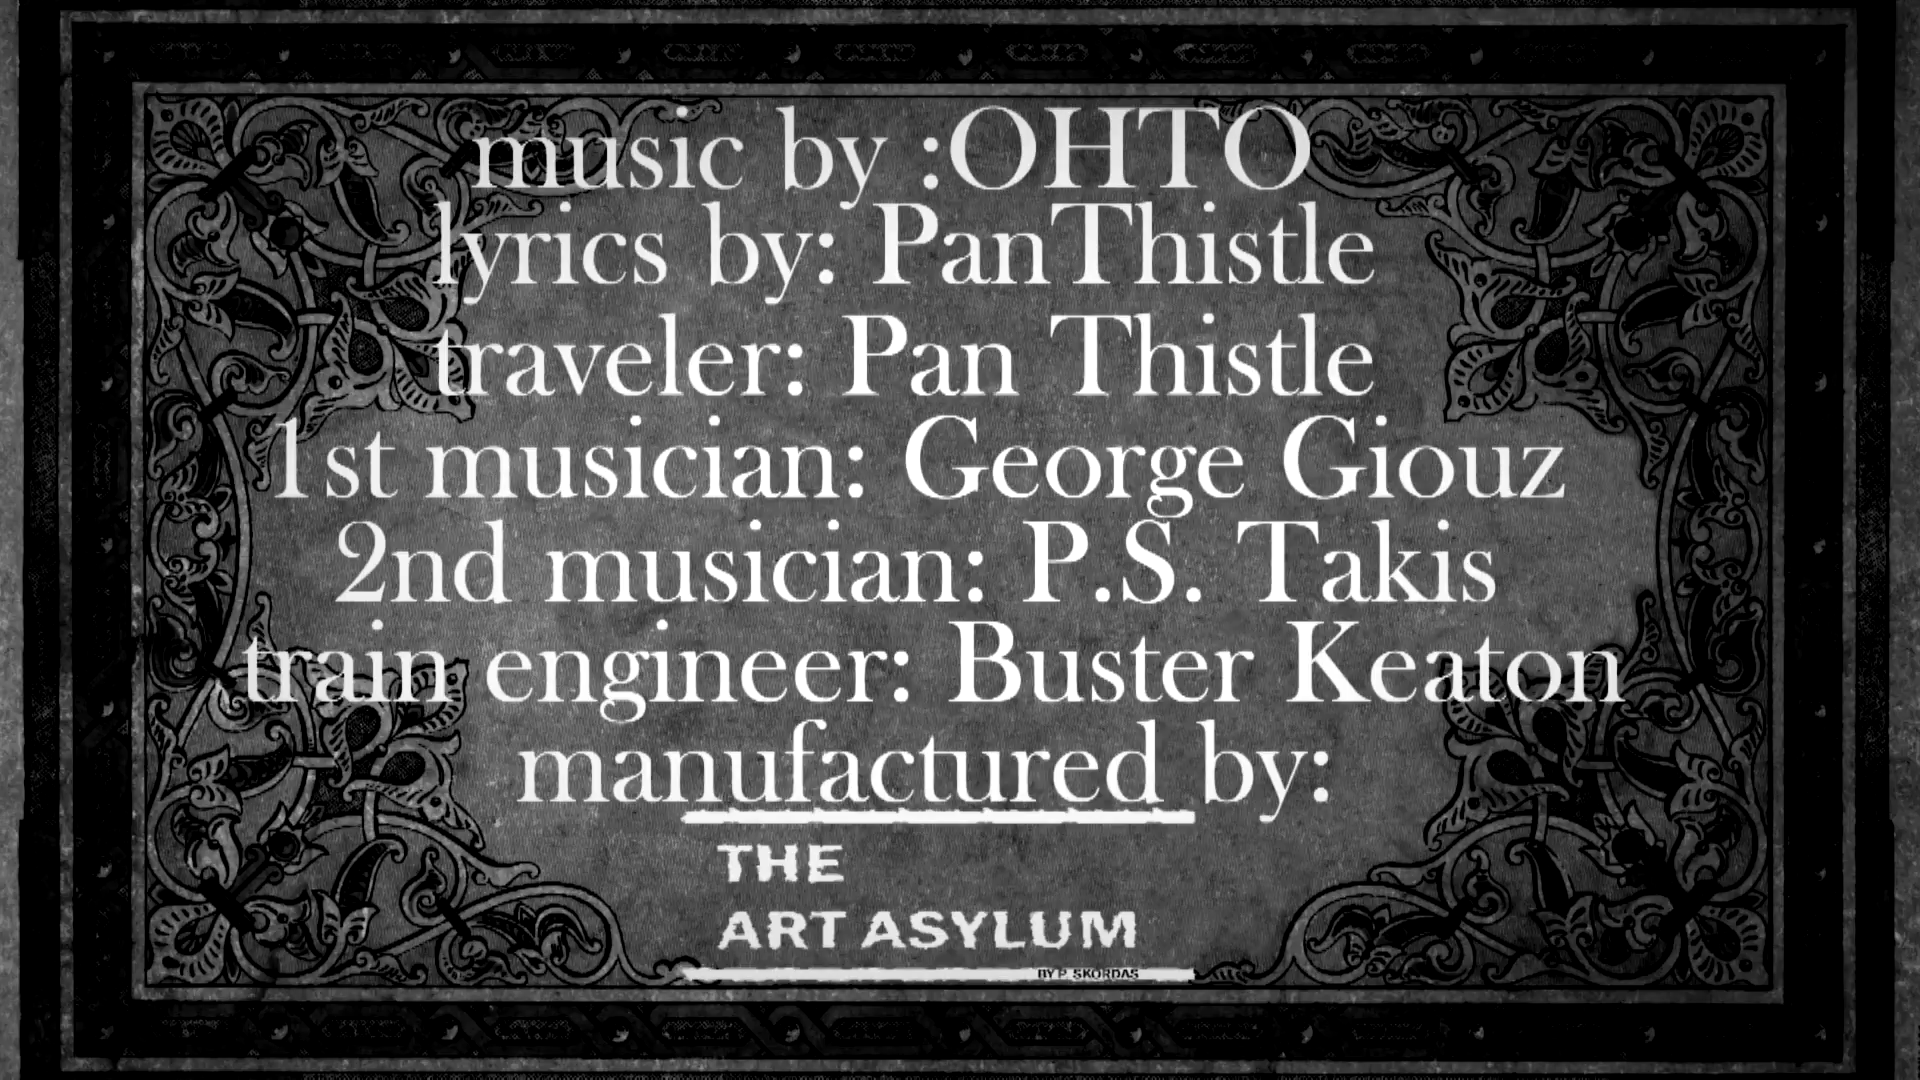 music by :OHTO
lyrics by: PanThistle
traveler: Pan Thistle
1st musician: George Giouz
2nd musician: P.S. Takis
train engineer: Buster Keaton
manufactured by:
THE
ART ASYLUM
BY P. SKORDAS